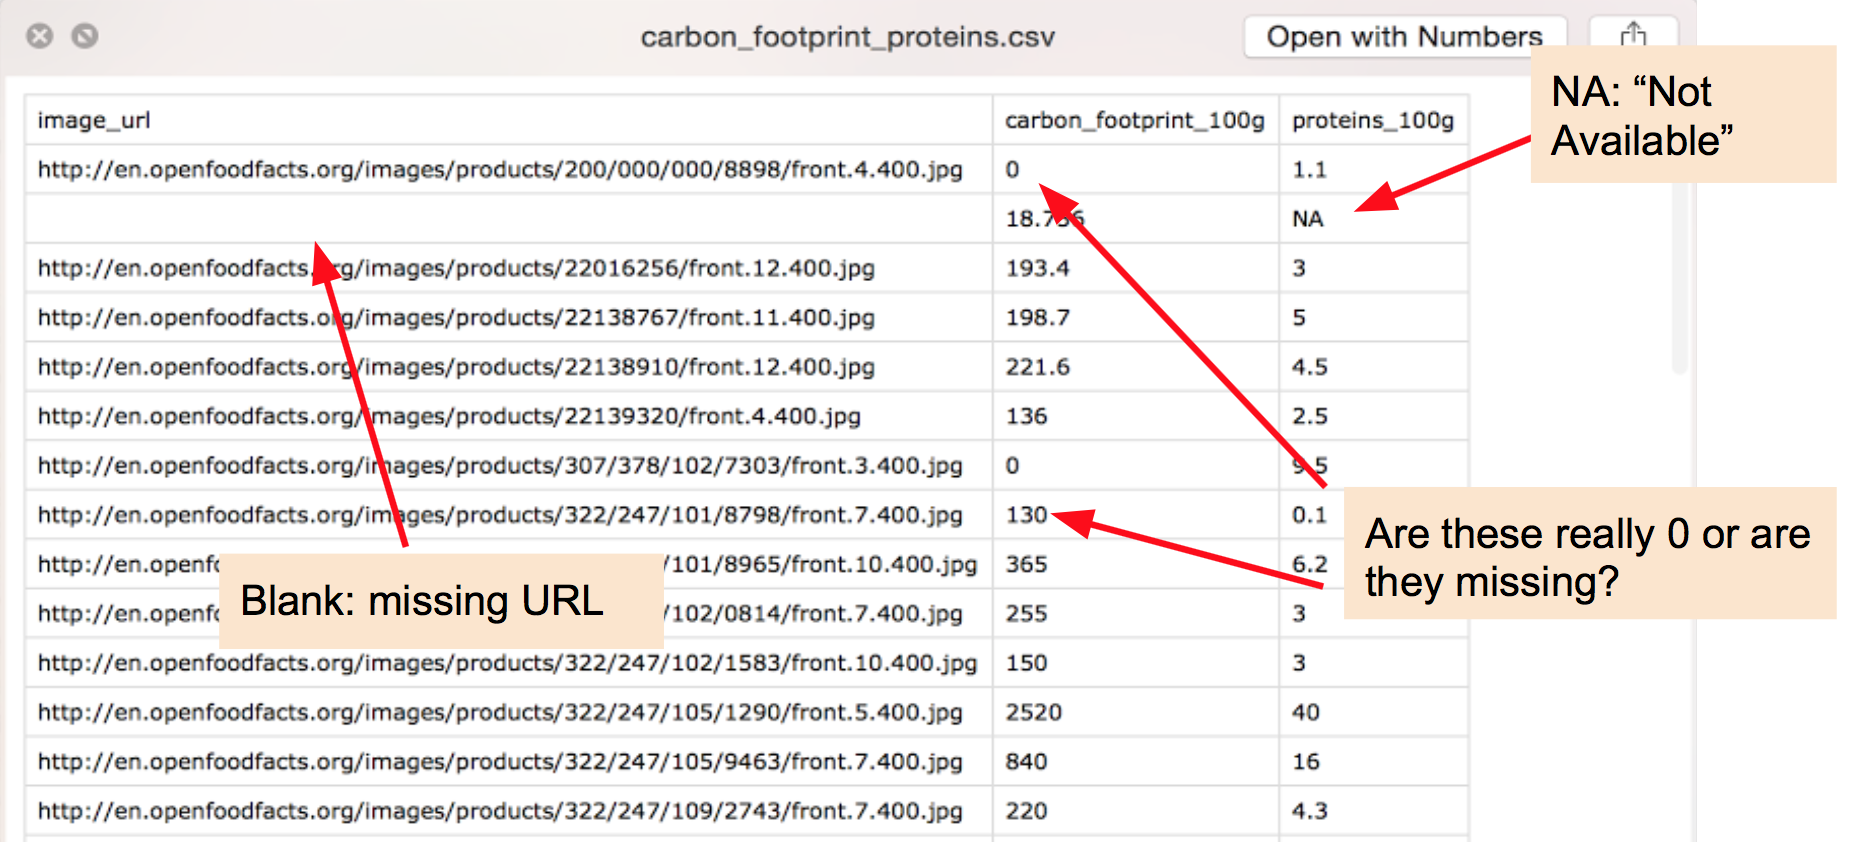 carbon_footprint_proteins.csv Open with Numbers
NA: “Not
Available”
image_url carbon_footprint_100g proteins_100g
http://en.openfoodfacts.org/images/products/200/000/000/8898/front.4.400.jpg 0 1.1
18.756 NA
http://en.openfoodfacts.org/images/products/22016256/front.12.400.jpg 193.4 3
http://en.openfoodfacts.org/images/products/22138767/front.11.400.jpg 198.7 5
http://en.openfoodfacts.org/images/products/22138910/front.12.400.jpg 221.6 4.5
http://en.openfoodfacts.org/images/products/22139320/front.4.400.jpg 136 2.5
http://en.openfoodfacts.org/images/products/307/378/102/7303/front.3.400.jpg 0 9.5
http://en.openfoodfacts.org/images/products/322/247/101/8798/front.7.400.jpg 130 0.1
Are these really 0 or are
they missing?
http://en.openf /101/8965/front.10.400.jpg 365 6.2
Blank: missing URL
http://en.openf /102/0814/front.7.400.jpg 255 3
http://en.openfoodfacts.org/images/products/322/247/102/1583/front.10.400.jpg 150 3
http://en.openfoodfacts.org/images/products/322/247/105/1290/front.5.400.jpg 2520 40
http://en.openfoodfacts.org/images/products/322/247/105/9463/front.7.400.jpg 840 16
http://en.openfoodfacts.org/images/products/322/247/109/2743/front.7.400.jpg 220 4.3